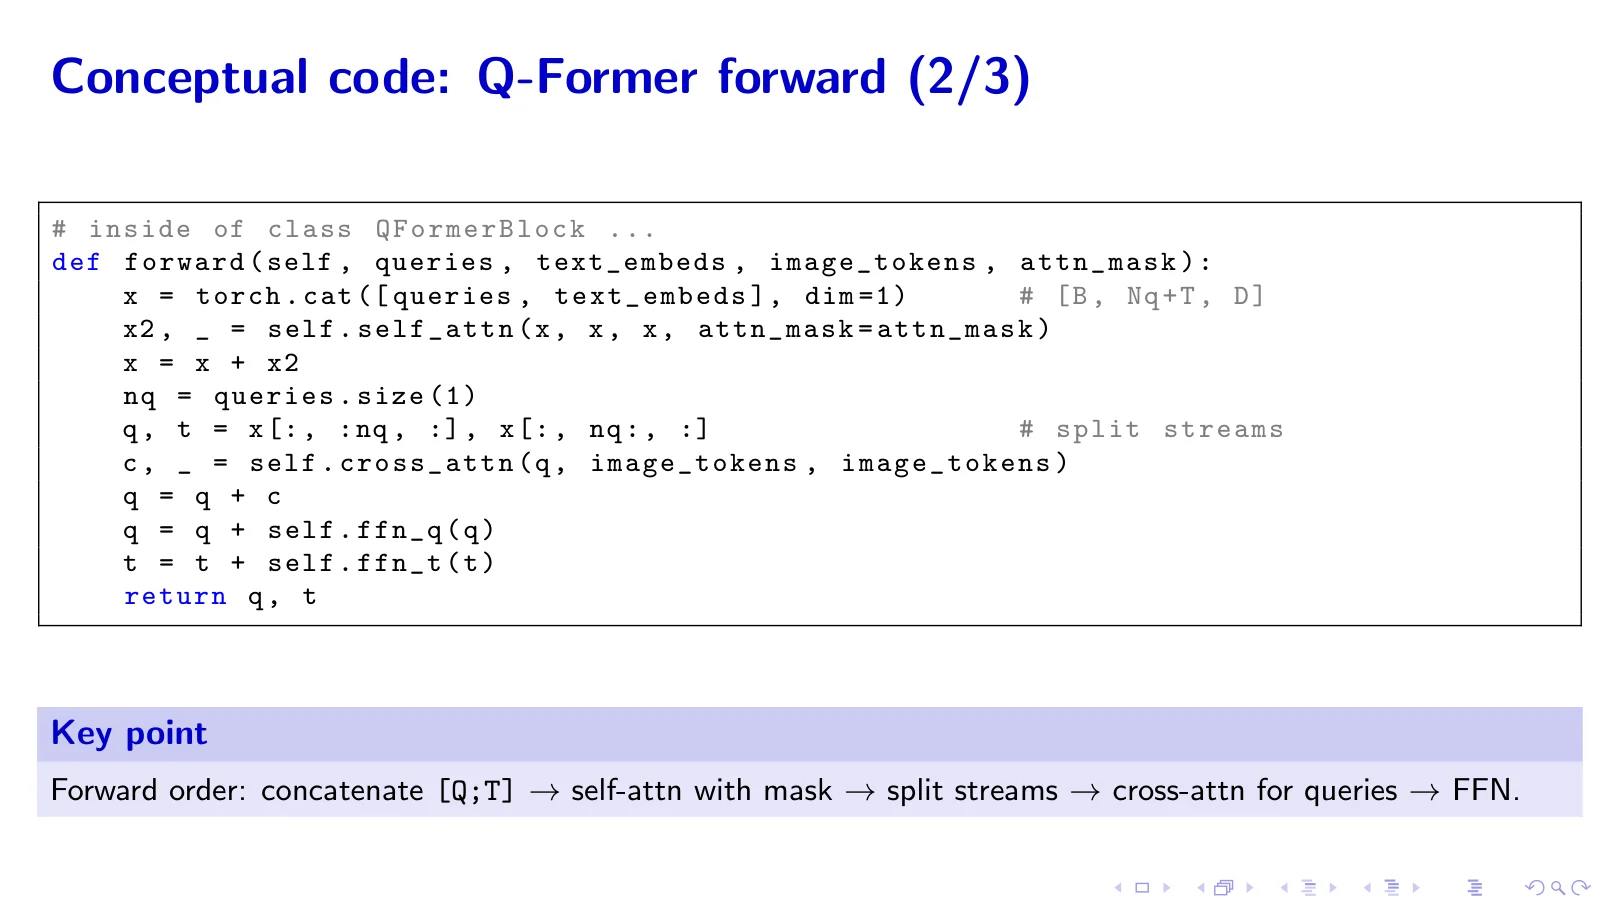 Conceptual code: Q-Former forward (2/3)
# inside of class QFormerBlock ...
def forward(self, queries, text_embeds, image_tokens, attn_mask):
    x = torch.cat([queries, text_embeds], dim=1)      # [B, Nq+T, D]
    x2, _ = self.self_attn(x, x, x, attn_mask=attn_mask)
    x = x + x2
    nq = queries.size(1)
    q, t = x[:, :nq, :], x[:, nq:, :]                 # split streams
    c, _ = self.cross_attn(q, image_tokens, image_tokens)
    q = q + c
    q = q + self.ffn_q(q)
    t = t + self.ffn_t(t)
    return q, t
Key point
Forward order: concatenate [Q;T] → self-attn with mask → split streams → cross-attn for queries → FFN.